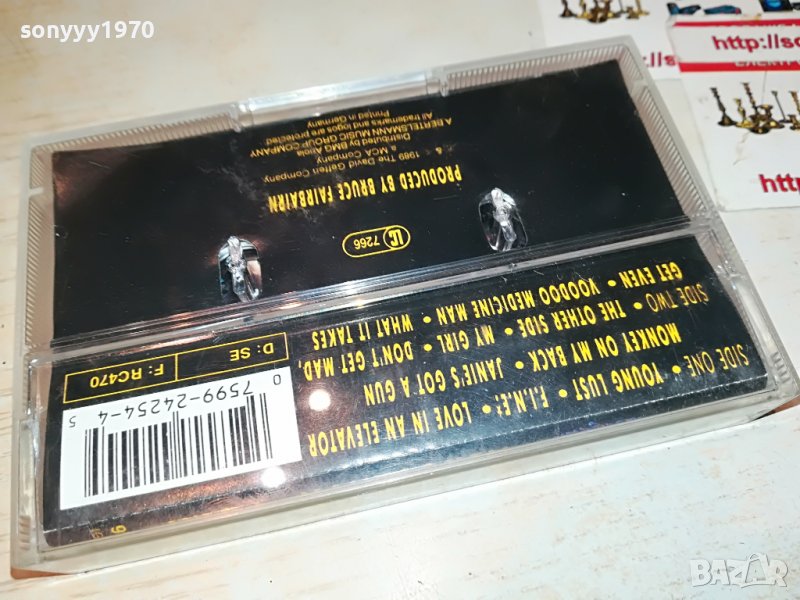 sonyyy1970
http://so
http:
SIDE ONE • YOUNG LUST • F.I.N.E.* • LOVE IN AN ELEVATOR
MONKEY ON MY BACK • JANIE'S GOT A GUN
SIDE TWO • THE OTHER SIDE • MY GIRL • DON'T GET MAD,
GET EVEN • VOODOO MEDICINE MAN • WHAT IT TAKES
D: SE
F: RC470
0 7599-24254-4 5
LC 7266
PRODUCED BY BRUCE FAIRBAIRN
1989 The David Geffen Company
a MCA Company
Distributed by BMG Ariola
A BERTELSMANN MUSIC GROUP COMPANY
All trademarks and logos are protected
Printed in Germany
BAZAR